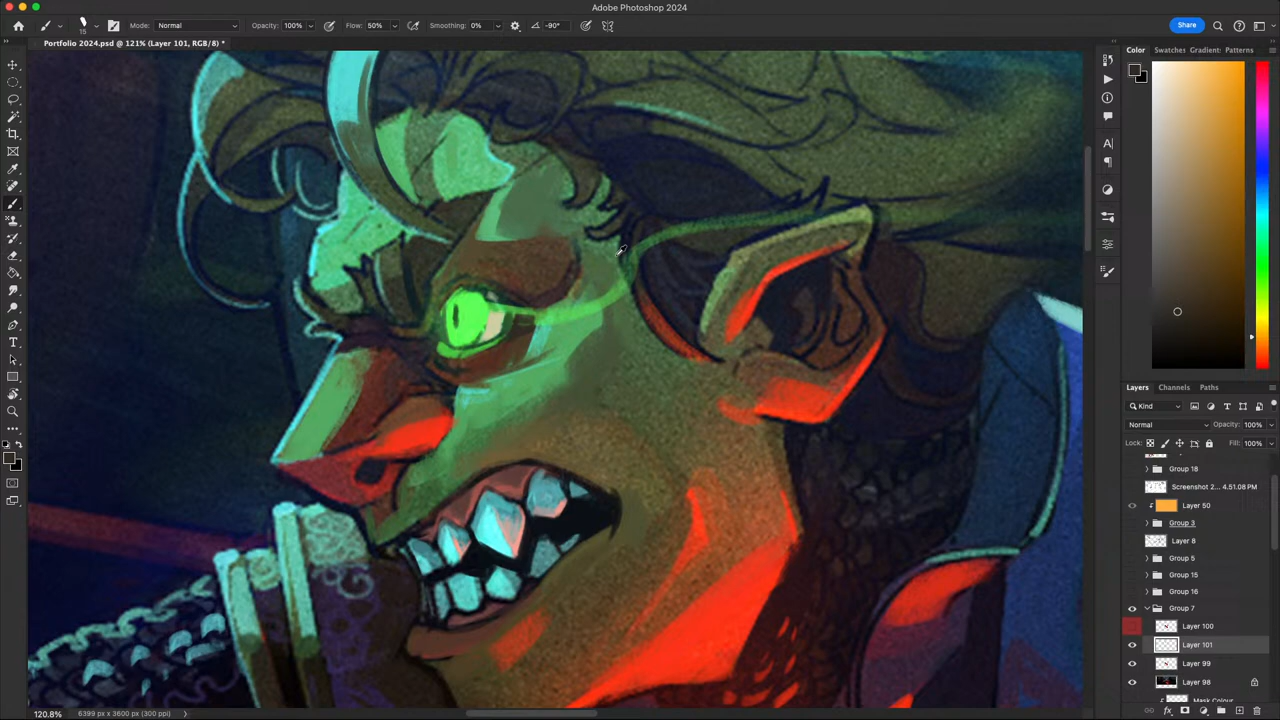 Adobe Photoshop 2024
15
Mode: Normal
Opacity: 100%
Flow: 50%
Smoothing: 0%
-90°
Share
Portfolio 2024.psd @ 121% (Layer 101, RGB/8) *
Color
Swatches
Gradient:
Patterns
Layers
Channels
Paths
Kind
Normal
Opacity: 100%
Lock:
Fill: 100%
Group 18
Screenshot 2... 4.51.08 PM
Layer 50
Group 3
Layer 8
Group 5
Group 15
Group 16
Group 7
Layer 100
Layer 101
Layer 99
Layer 98
Mask Colour
120.8%
6399 px x 3600 px (300 ppi)